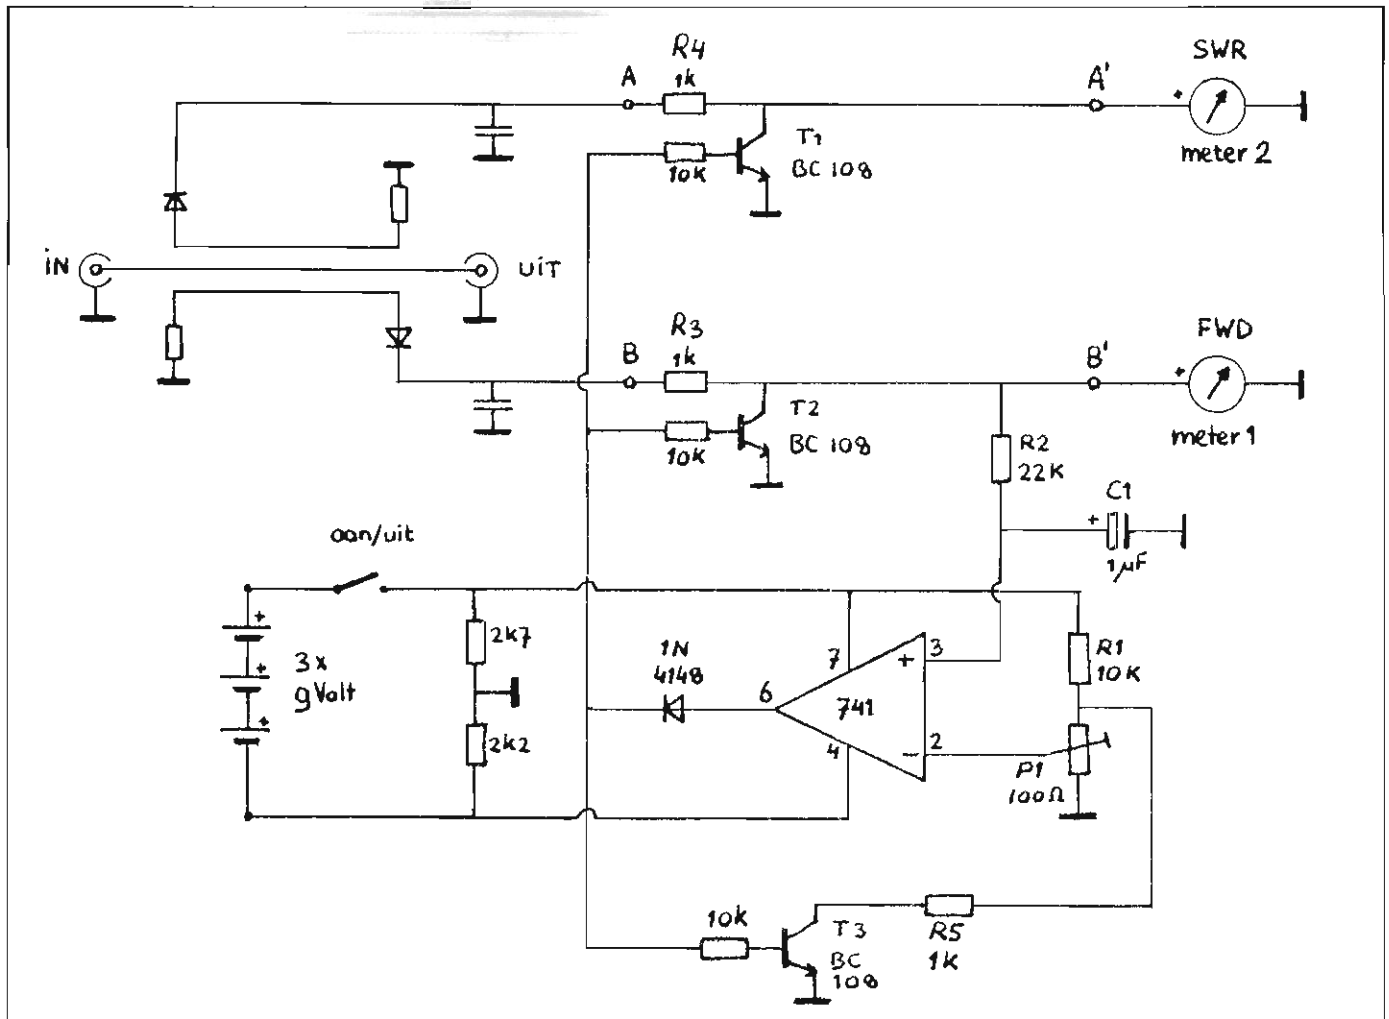 R4
1k
A
A'
SWR
+
meter 2
10K
T1
BC 108
iN
UiT
R3
1k
B
B'
FWD
+
meter 1
10K
T2
BC 108
R2
22K
C1
+
1µF
aan/uit
+
+
+
3x
9Volt
2k7
2k2
1N
4148
6
7
741
4
+
3
−
2
R1
10K
P1
100Ω
10k
T3
BC
108
R5
1K